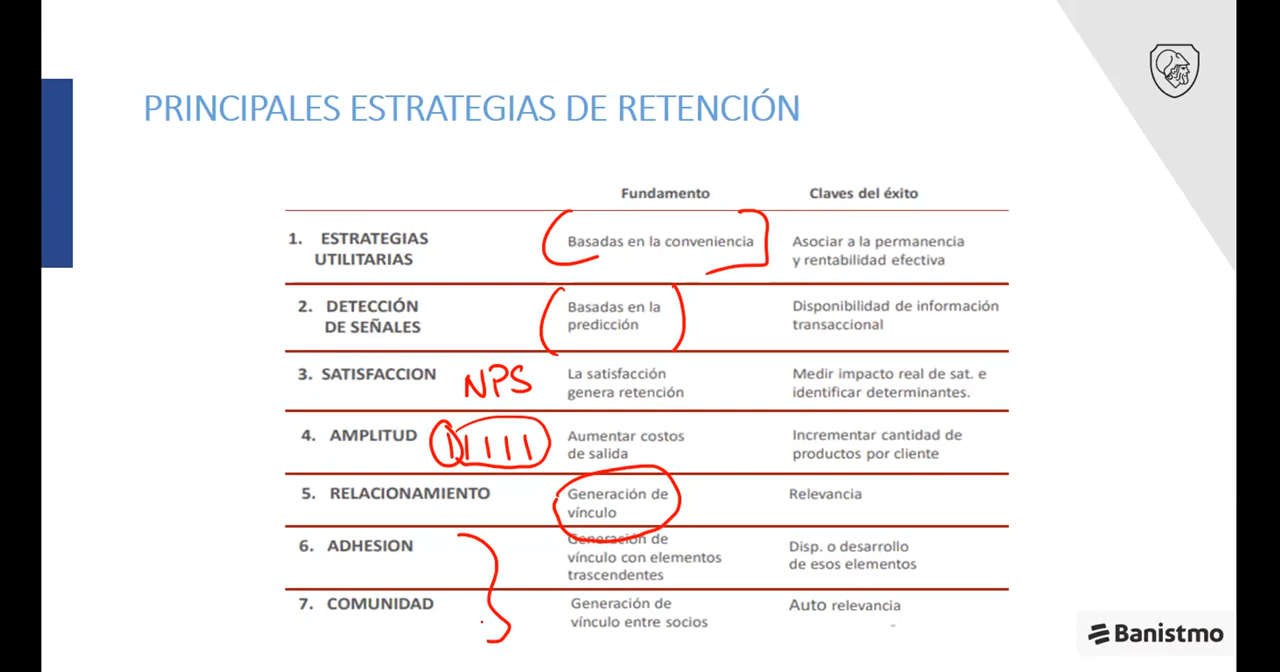 PRINCIPALES ESTRATEGIAS DE RETENCIÓN
Fundamento Claves del éxito
1. ESTRATEGIAS UTILITARIAS
Basadas en la conveniencia
Asociar a la permanencia
y rentabilidad efectiva
2. DETECCIÓN
DE SEÑALES
Basadas en la
predicción
Disponibilidad de información
transaccional
3. SATISFACCION
NPS
La satisfacción
genera retención
Medir impacto real de sat. e
identificar determinantes.
4. AMPLITUD
Aumentar costos
de salida
Incrementar cantidad de
productos por cliente
5. RELACIONAMIENTO
Generación de
vínculo
Relevancia
6. ADHESION
Generación de
vínculo con elementos
trascendentes
Disp. o desarrollo
de esos elementos
7. COMUNIDAD
Generación de
vínculo entre socios
Auto relevancia
Banistmo